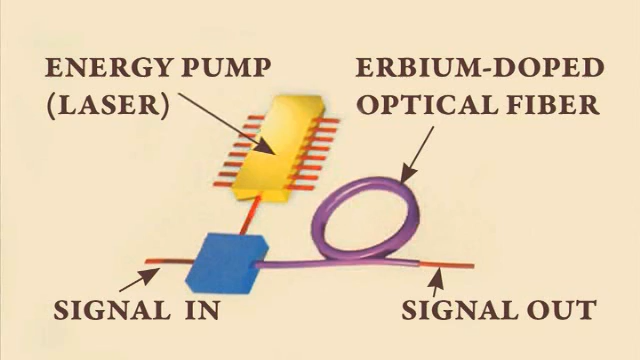 ENERGY PUMP
(LASER)
ERBIUM-DOPED
OPTICAL FIBER
SIGNAL IN
SIGNAL OUT